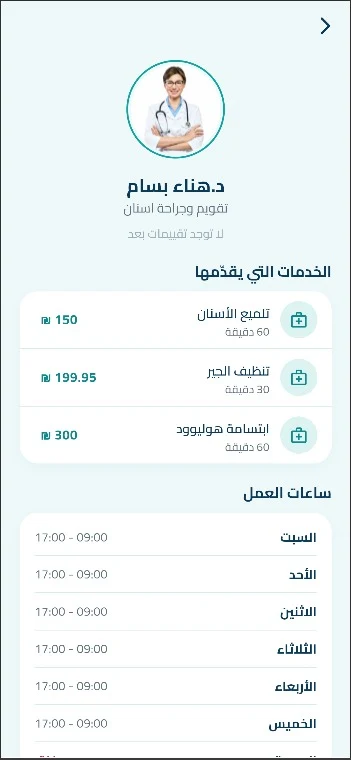 د.هناء بسام
تقويم وجراحة اسنان
لا توجد تقييمات بعد
الخدمات التي يقدّمها
تلميع الأسنان
60 دقيقة
150 ₪
تنظيف الجير
30 دقيقة
199.95 ₪
ابتسامة هوليوود
60 دقيقة
300 ₪
ساعات العمل
السبت 09:00 - 17:00
الأحد 09:00 - 17:00
الاثنين 09:00 - 17:00
الثلاثاء 09:00 - 17:00
الأربعاء 09:00 - 17:00
الخميس 09:00 - 17:00